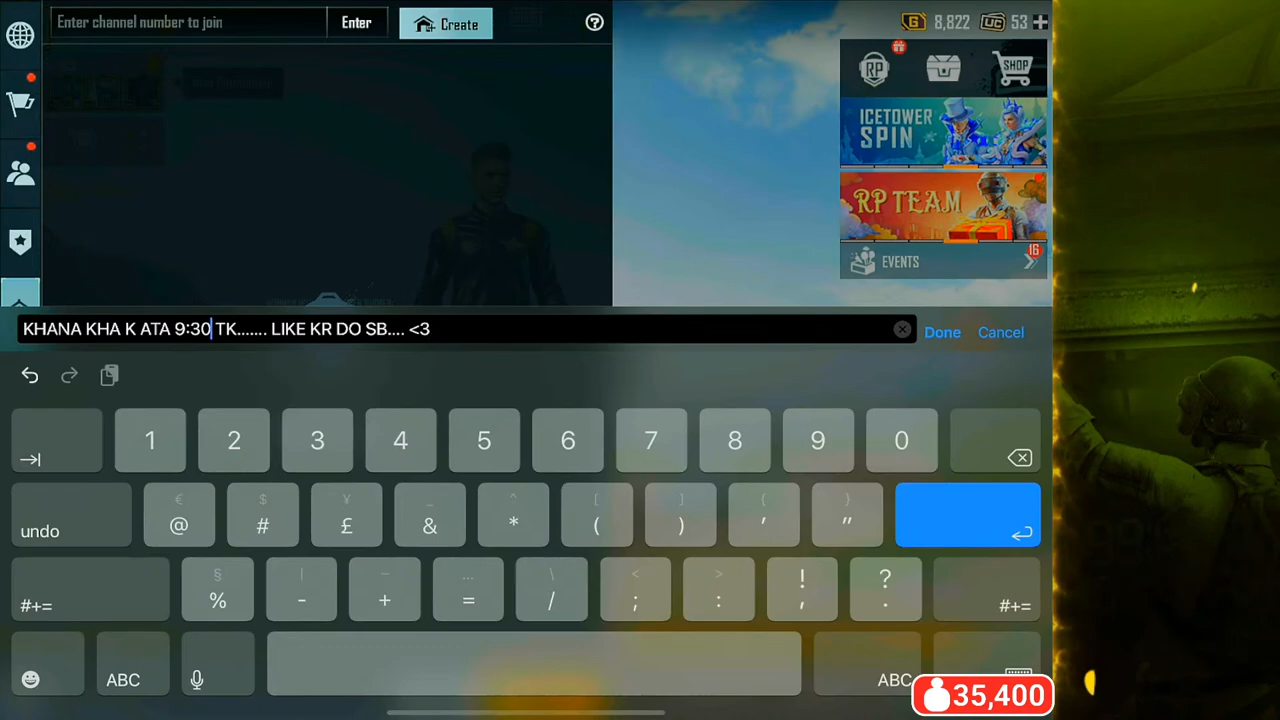 Enter channel number to join Enter Create ? 8,822 UC 53 +
RP SHOP
ICETOWER
SPIN
RP TEAM
EVENTS 16
KHANA KHA K ATA 9:30 TK....... LIKE KR DO SB.... <3 Done Cancel
1 2 3 4 5 6 7 8 9 0
€ $ ¥ _ ^ [ ] { }
undo @ # £ & * ( ) ' "
§ | ~ ... \ < > ! ?
#+= % - + = / ; : , . #+=
ABC ABC
35,400